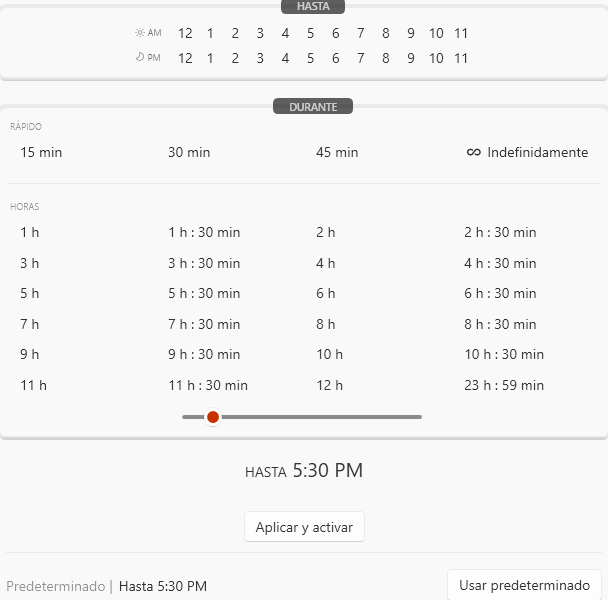 HASTA
AM 12 1 2 3 4 5 6 7 8 9 10 11
PM 12 1 2 3 4 5 6 7 8 9 10 11
DURANTE
RÁPIDO
15 min 30 min 45 min ∞ Indefinidamente
HORAS
1 h 1 h : 30 min 2 h 2 h : 30 min
3 h 3 h : 30 min 4 h 4 h : 30 min
5 h 5 h : 30 min 6 h 6 h : 30 min
7 h 7 h : 30 min 8 h 8 h : 30 min
9 h 9 h : 30 min 10 h 10 h : 30 min
11 h 11 h : 30 min 12 h 23 h : 59 min
HASTA 5:30 PM
Aplicar y activar
Predeterminado | Hasta 5:30 PM Usar predeterminado